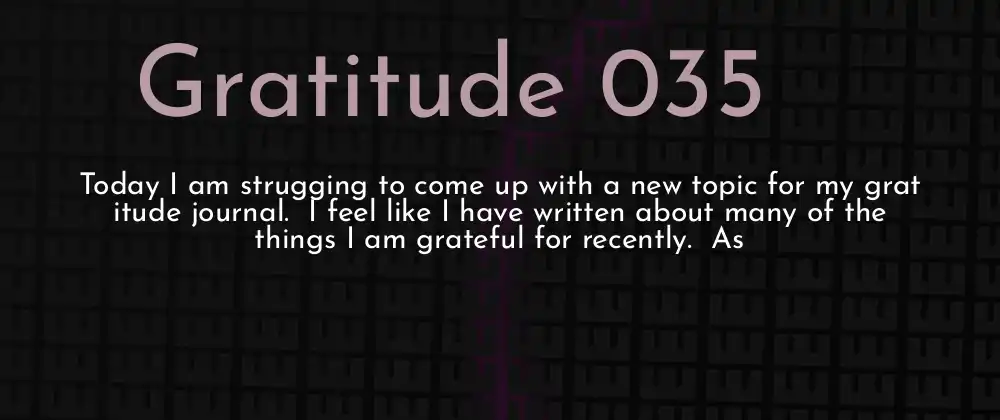 Gratitude 035
Today I am strugging to come up with a new topic for my grat
itude journal.  I feel like I have written about many of the
things I am grateful for recently.  As